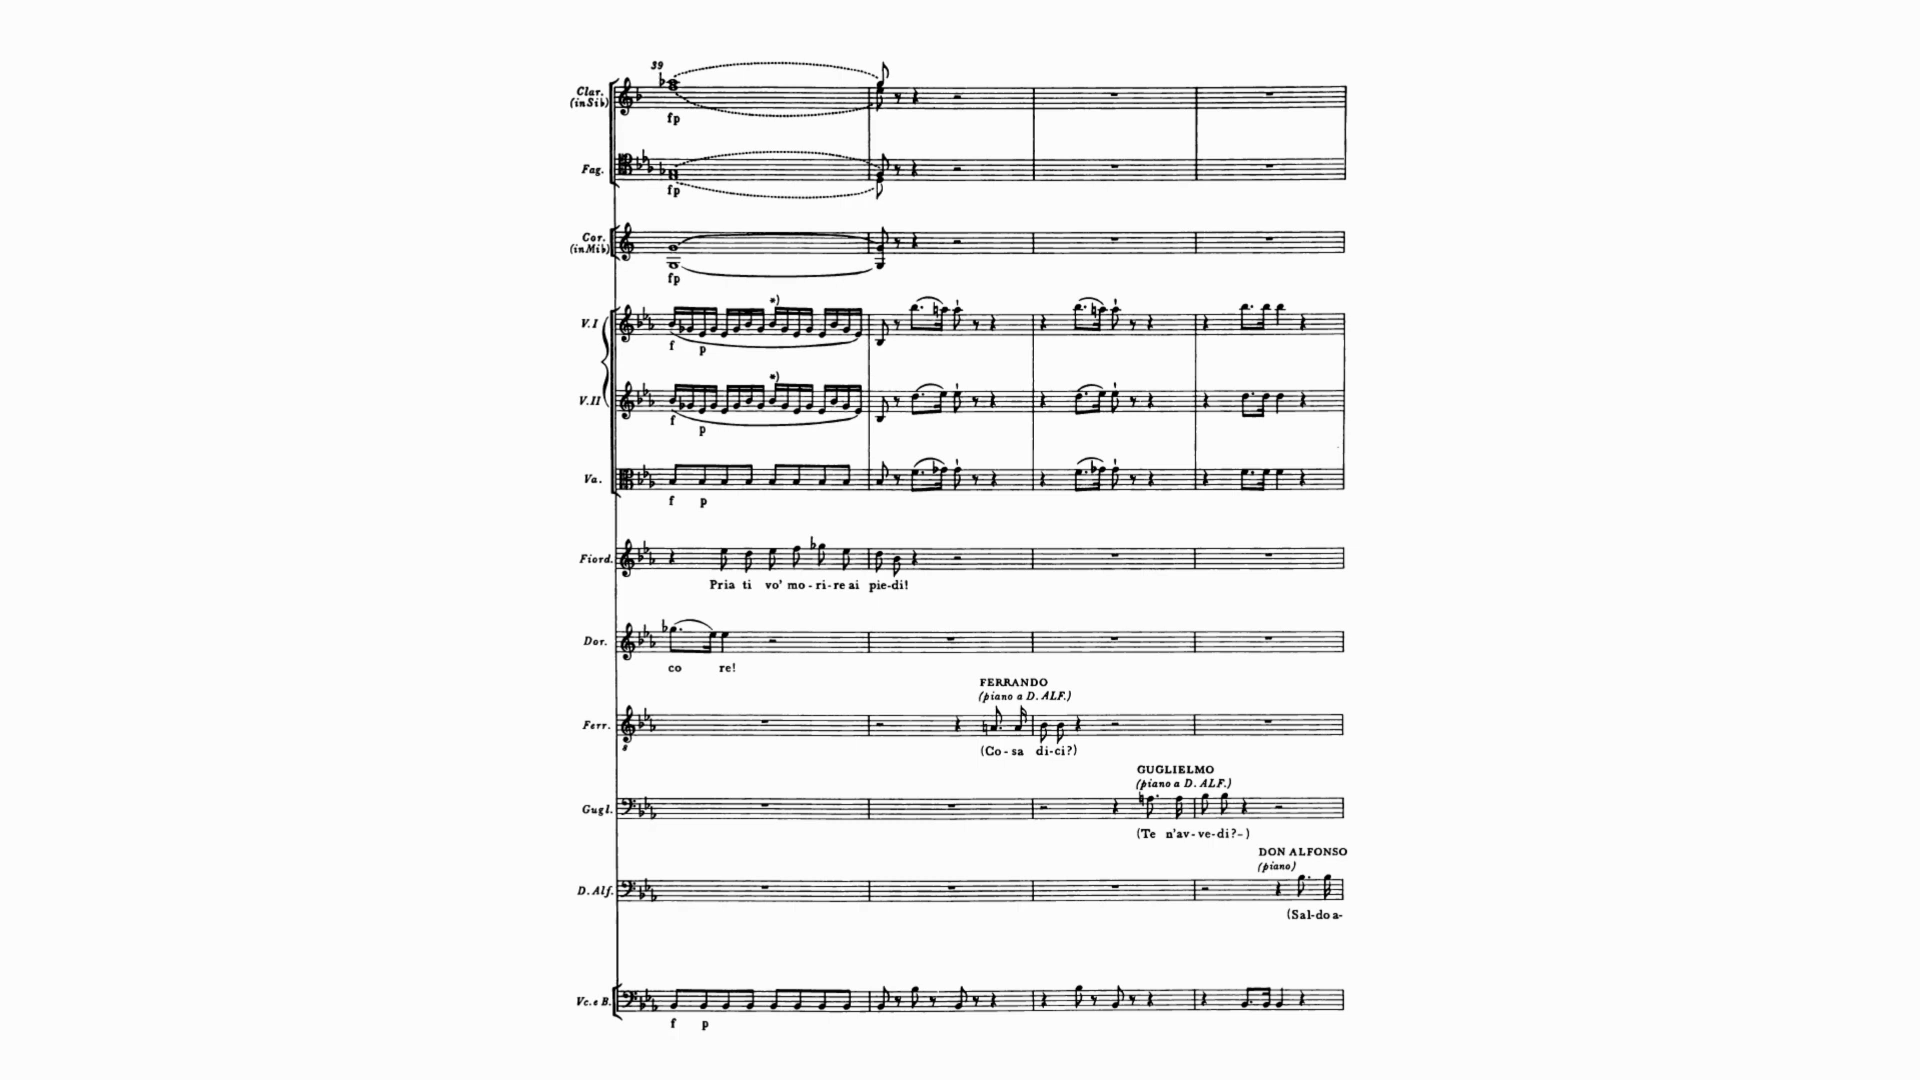 39
Clar.
(in Sib)
fp
Fag.
fp
Cor.
(in Mib)
fp
*)
V. I
f p
*)
V. II
f p
Va.
f p
Fiord.
Pria ti vo' mo - ri - re ai pie-di!
Dor.
co re!
FERRANDO
(piano a D. ALF.)
Ferr.
8
(Co - sa di-ci?)
GUGLIELMO
(piano a D. ALF.)
Gugl.
(Te n'av - ve - di? - )
DON ALFONSO
(piano)
D. Alf.
(Sal-do a-
Vc. e B.
f p